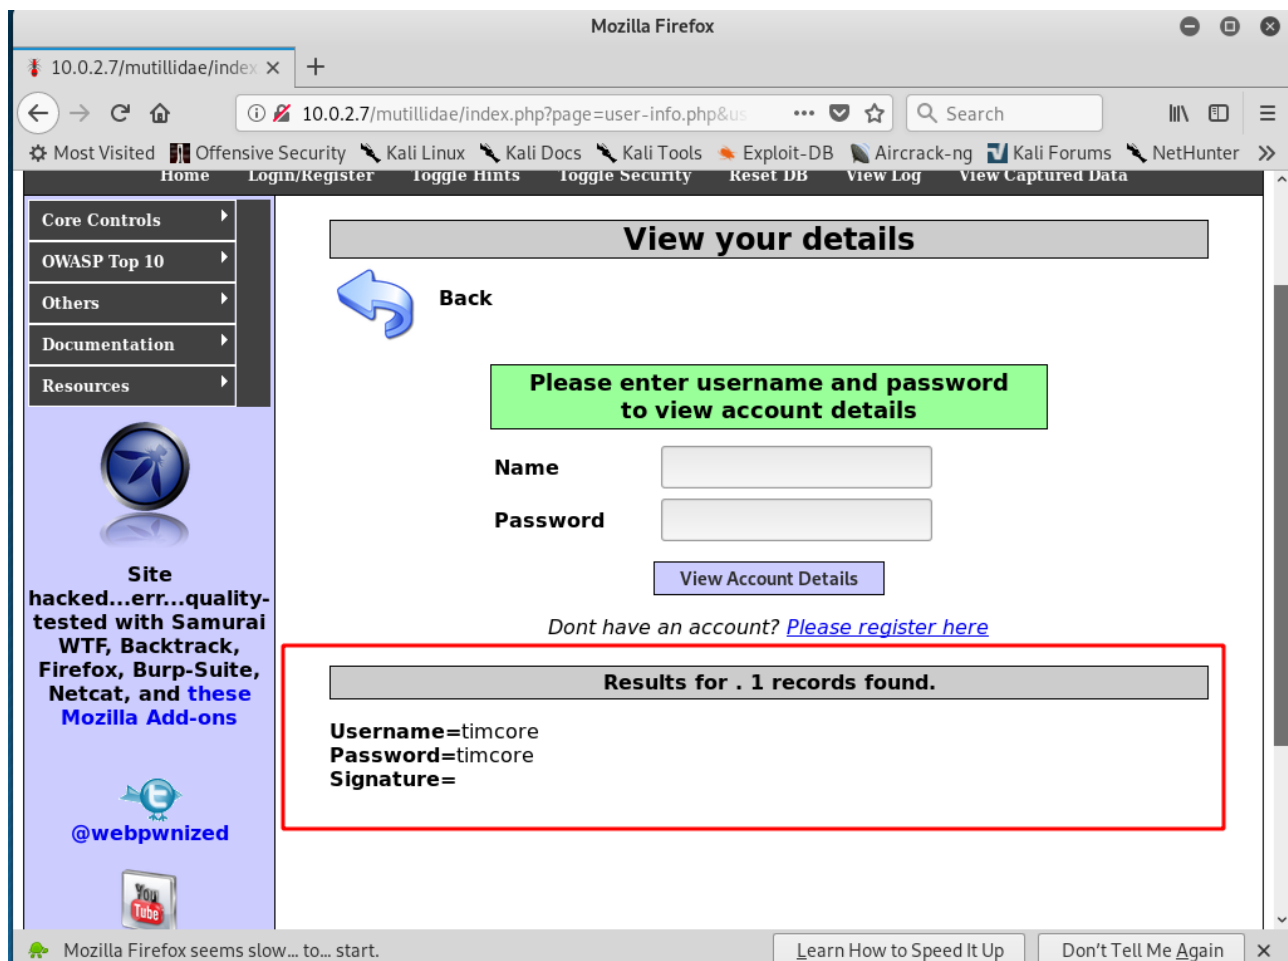 Mozilla Firefox
10.0.2.7/mutillidae/index
10.0.2.7/mutillidae/index.php?page=user-info.php&us
Search
Most Visited Offensive Security Kali Linux Kali Docs Kali Tools Exploit-DB Aircrack-ng Kali Forums NetHunter
Home Login/Register Toggle Hints Toggle Security Reset DB View Log View Captured Data
Core Controls
OWASP Top 10
Others
Documentation
Resources
Site
hacked...err...quality-
tested with Samurai
WTF, Backtrack,
Firefox, Burp-Suite,
Netcat, and these
Mozilla Add-ons
@webpwnized
You
Tube
View your details
Back
Please enter username and password
to view account details
Name
Password
View Account Details
Dont have an account? Please register here
Results for . 1 records found.
Username=timcore
Password=timcore
Signature=
Mozilla Firefox seems slow... to... start.
Learn How to Speed It Up
Don't Tell Me Again